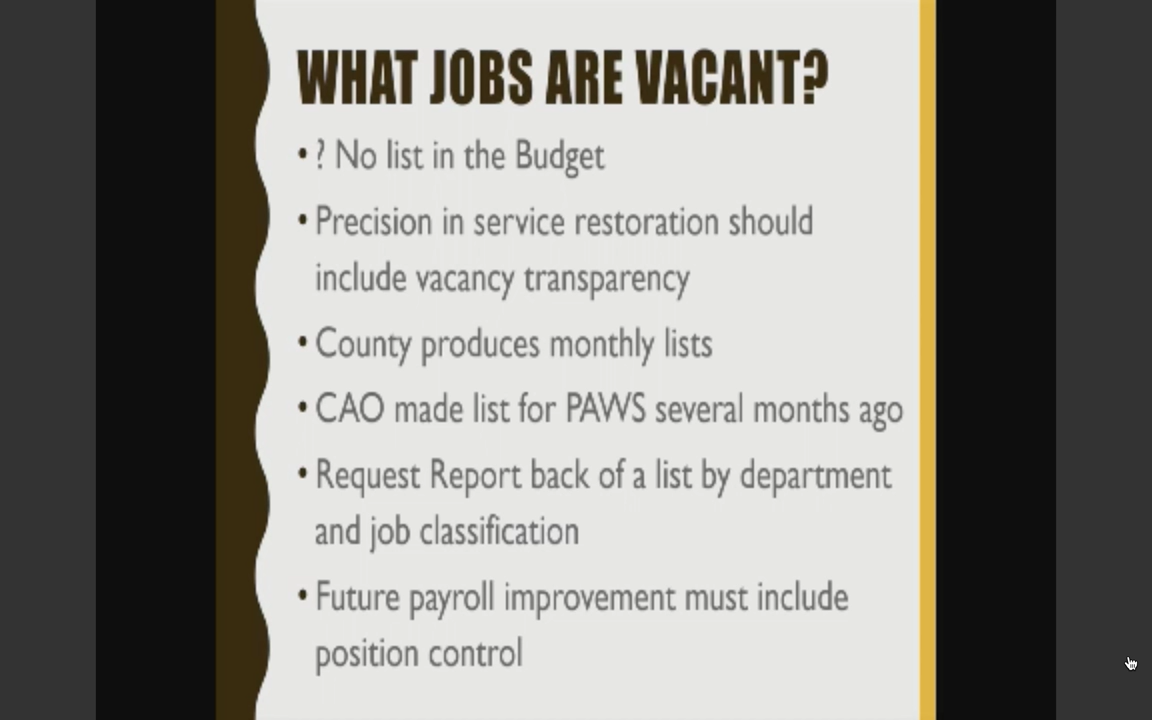 WHAT JOBS ARE VACANT?
• ? No list in the Budget
• Precision in service restoration should
include vacancy transparency
• County produces monthly lists
• CAO made list for PAWS several months ago
• Request Report back of a list by department
and job classification
• Future payroll improvement must include
position control